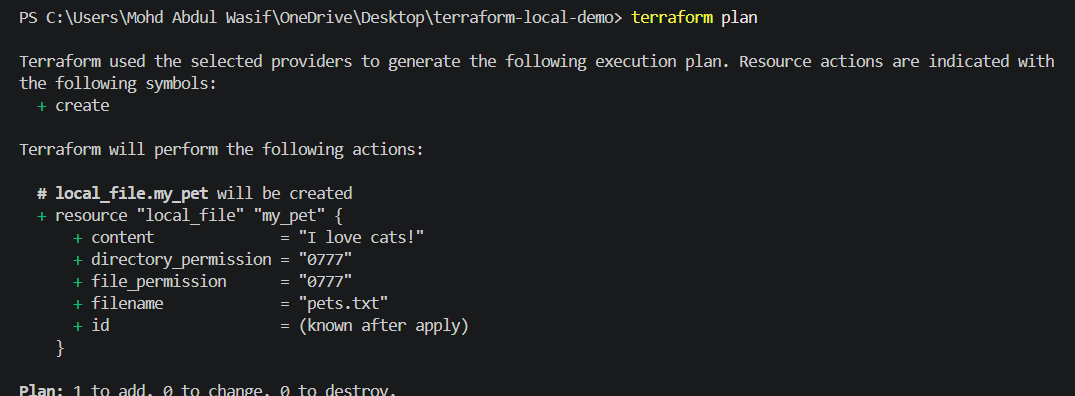 PS C:\Users\Mohd Abdul Wasif\OneDrive\Desktop\terraform-local-demo> terraform plan
Terraform used the selected providers to generate the following execution plan. Resource actions are indicated with
the following symbols:
+ create
Terraform will perform the following actions:
# local_file.my_pet will be created
+ resource "local_file" "my_pet" {
+ content = "I love cats!"
+ directory_permission = "0777"
+ file_permission = "0777"
+ filename = "pets.txt"
+ id = (known after apply)
}
Plan: 1 to add, 0 to change, 0 to destroy.